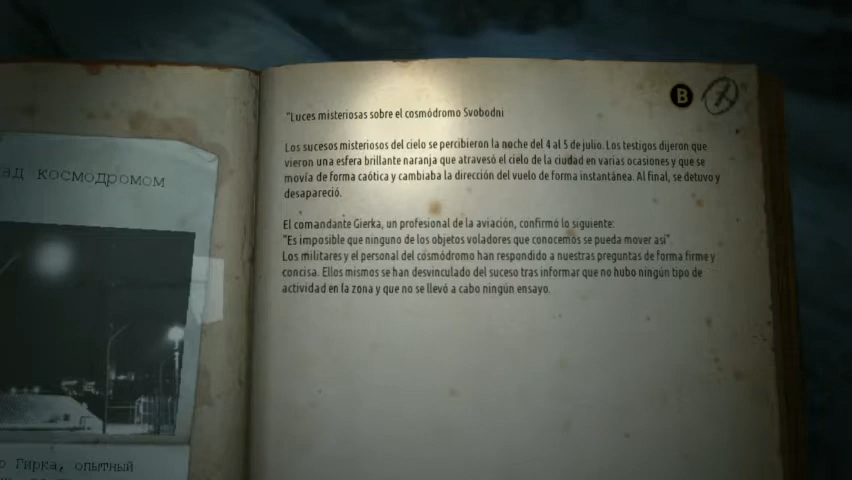 космодромом
Гирка, опытный
B
"Luces misteriosas sobre el cosmódromo Svobodni
Los sucesos misteriosos del cielo se percibieron la noche del 4 al 5 de julio. Los testigos dijeron que
vieron una esfera brillante naranja que atravesó el cielo de la ciudad en varias ocasiones y que se
movía de forma caótica y cambiaba la dirección del vuelo de forma instantánea. Al final, se detuvo y
desapareció.
El comandante Gierka, un profesional de la aviación, confirmó lo siguiente:
"Es imposible que ninguno de los objetos voladores que conocemos se pueda mover así".
Los militares y el personal del cosmódromo han respondido a nuestras preguntas de forma firme y
concisa. Ellos mismos se han desvinculado del suceso tras informar que no hubo ningún tipo de
actividad en la zona y que no se llevó a cabo ningún ensayo.